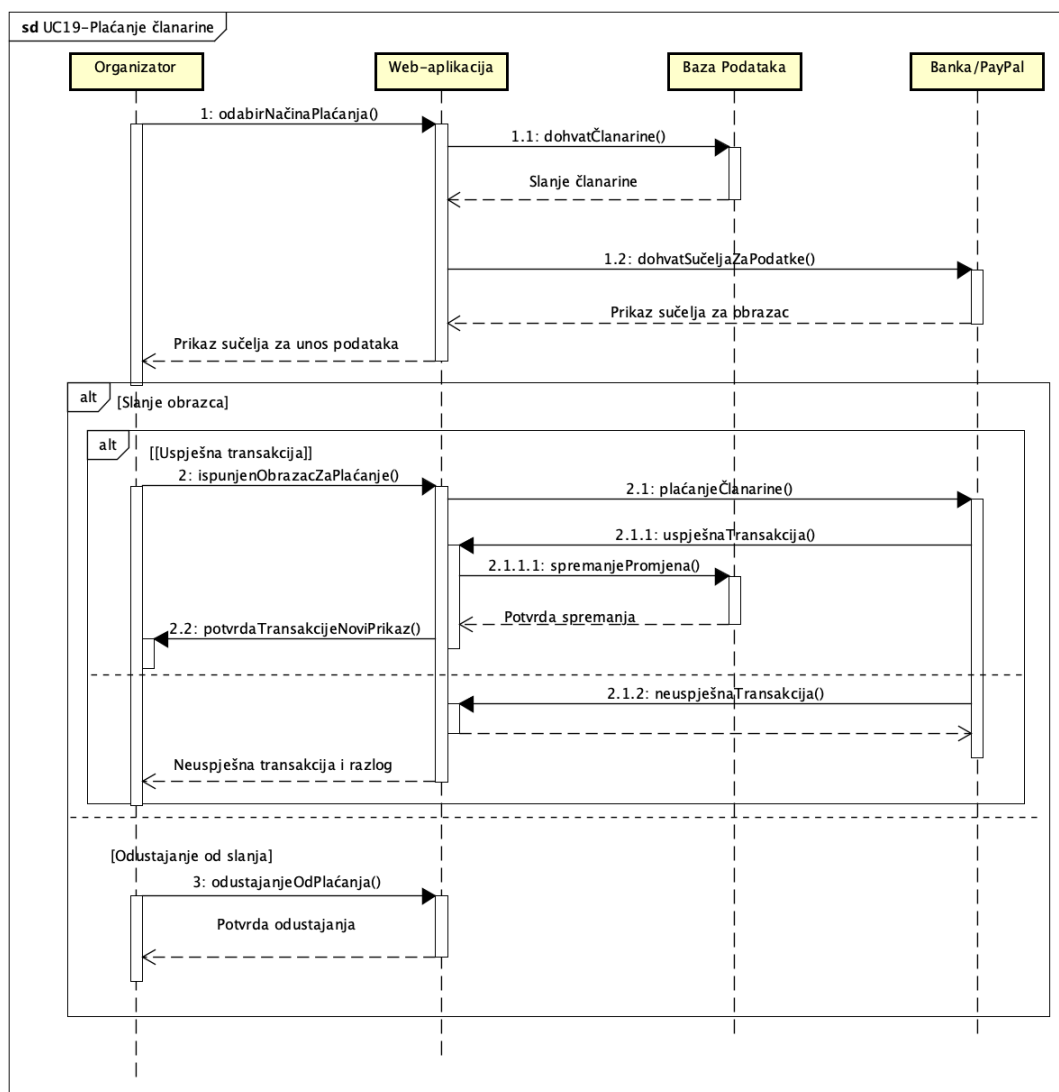 sd UC19-Plaćanje članarine
Organizator
Web-aplikacija
Baza Podataka
Banka/PayPal
1: odabirNačinaPlaćanja()
1.1: dohvatČlanarine()
Slanje članarine
1.2: dohvatSučeljaZaPodatke()
Prikaz sučelja za obrazac
Prikaz sučelja za unos podataka
alt
[Slanje obrazca]
alt
[[Uspješna transakcija]]
2: ispunjenObrazacZaPlaćanje()
2.1: plaćanjeČlanarine()
2.1.1: uspješnaTransakcija()
2.1.1.1: spremanjePromjena()
Potvrda spremanja
2.2: potvrdaTransakcijeNoviPrikaz()
2.1.2: neuspješnaTransakcija()
Neuspješna transakcija i razlog
[Odustajanje od slanja]
3: odustajanjeOdPlaćanja()
Potvrda odustajanja